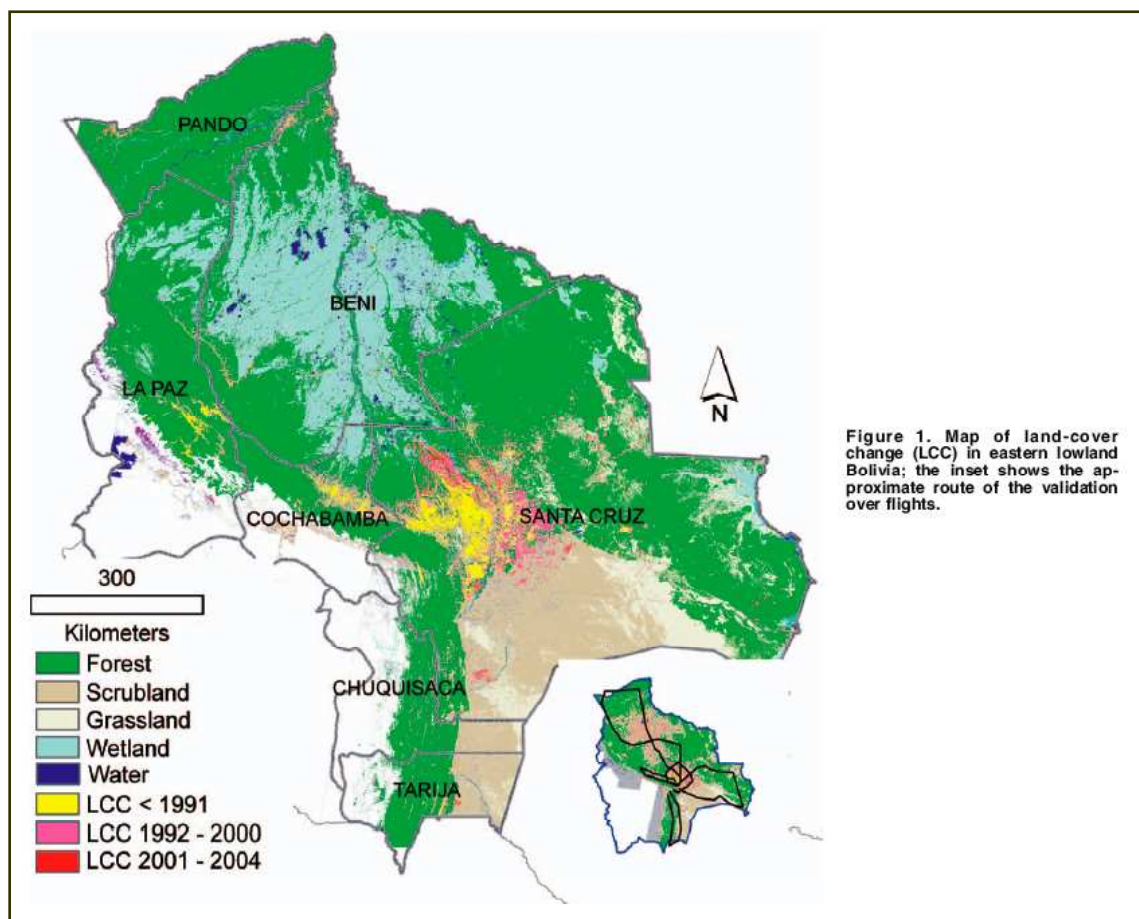 PANDO
BENI
LA PAZ
N
COCHABAMBA
SANTA CRUZ
300
Kilometers
Forest
Scrubland
Grassland
Wetland
Water
LCC < 1991
LCC 1992 - 2000
LCC 2001 - 2004
CHUQUISACA
TARIJA
Figure 1. Map of land-cover
change (LCC) in eastern lowland
Bolivia; the inset shows the ap-
proximate route of the validation
over flights.